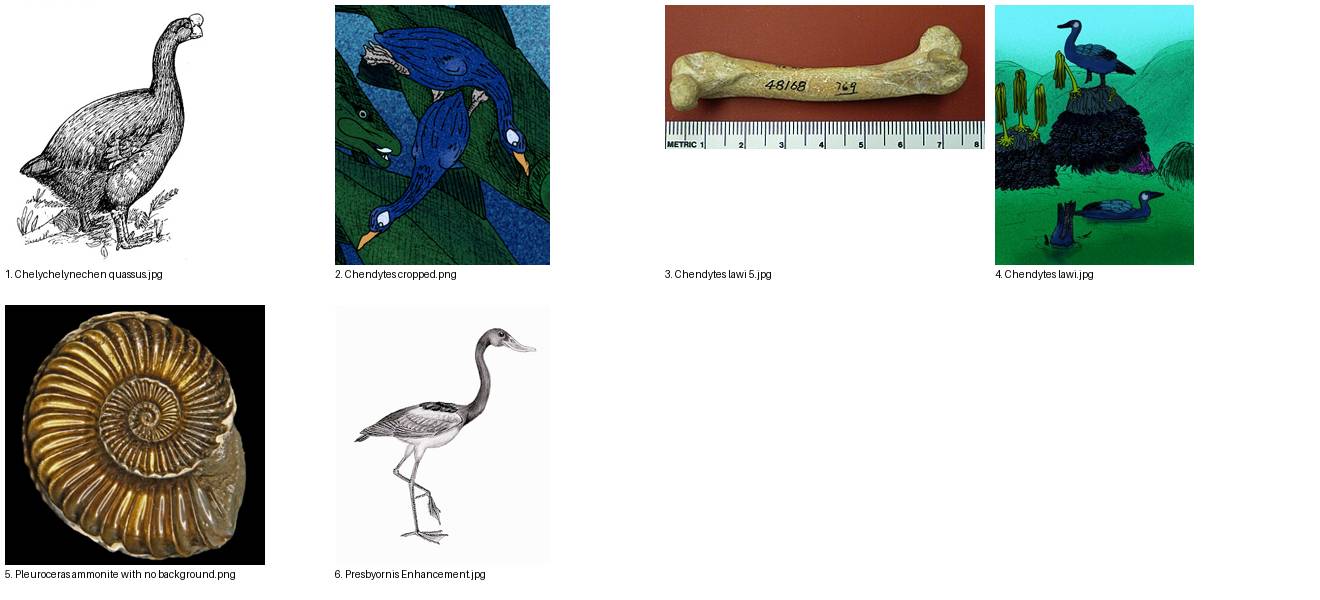 48168 769
METRIC 1 2 3 4 5 6 7 8
1. Chelychelynechen quassus.jpg
2. Chendytes cropped.png
3. Chendytes lawi 5.jpg
4. Chendytes lawi.jpg
5. Pleuroceras ammonite with no background.png
6. Presbyornis Enhancement.jpg